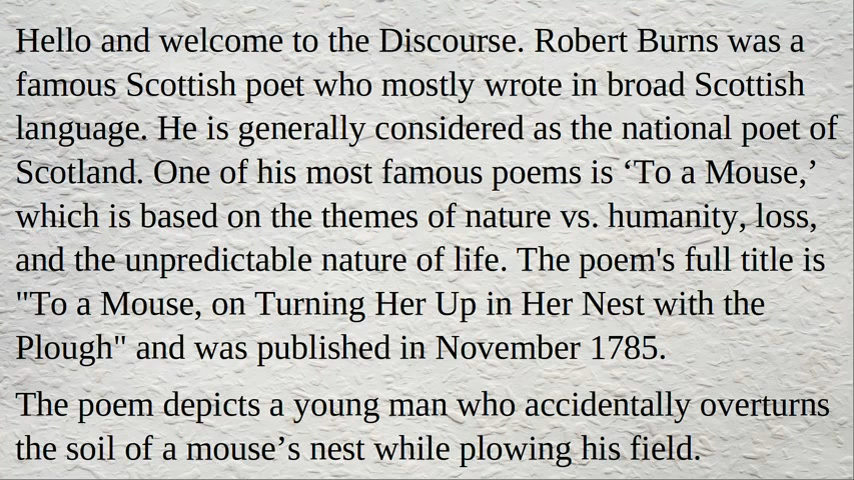 Hello and welcome to the Discourse. Robert Burns was a
famous Scottish poet who mostly wrote in broad Scottish
language. He is generally considered as the national poet of
Scotland. One of his most famous poems is ‘To a Mouse,’
which is based on the themes of nature vs. humanity, loss,
and the unpredictable nature of life. The poem's full title is
"To a Mouse, on Turning Her Up in Her Nest with the
Plough" and was published in November 1785.
The poem depicts a young man who accidentally overturns
the soil of a mouse’s nest while plowing his field.